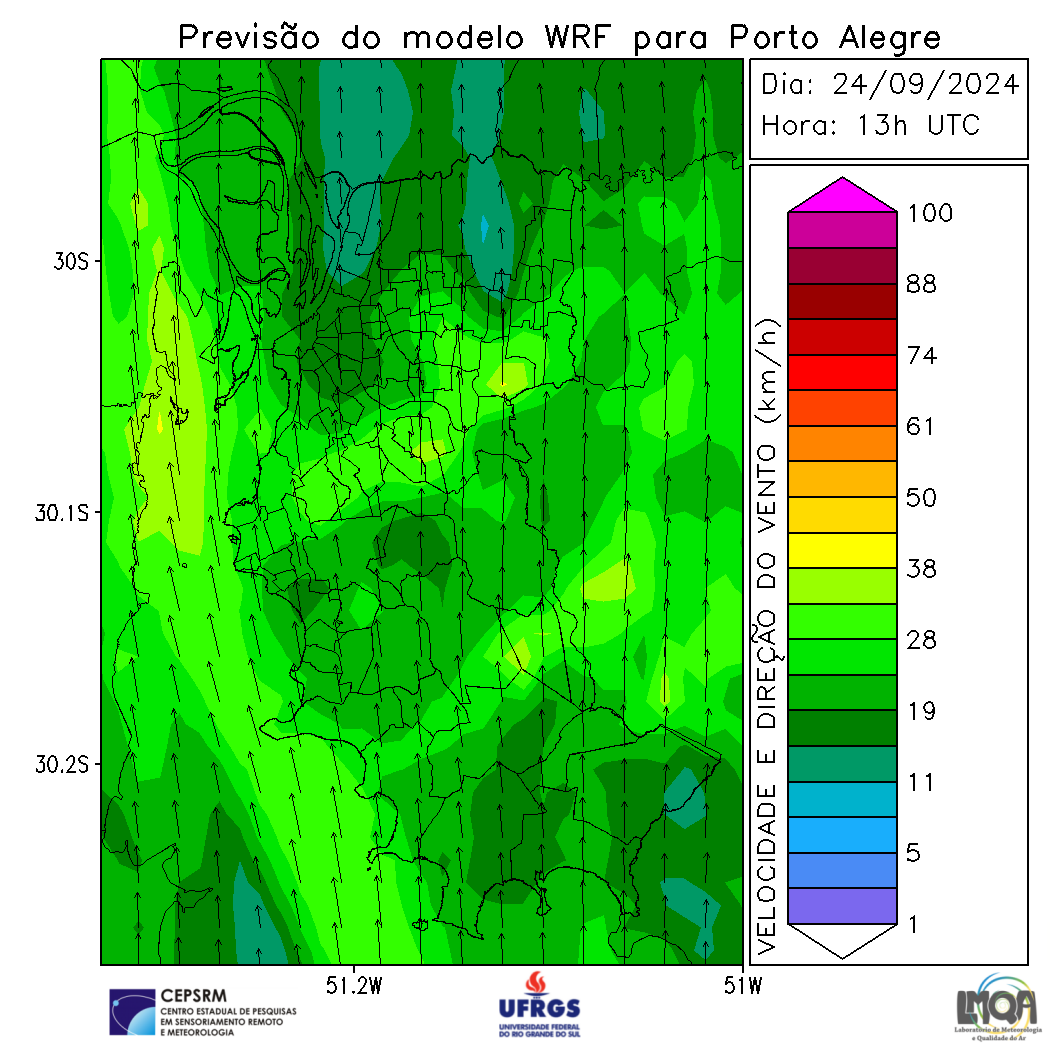 Previsão do modelo WRF para Porto Alegre
Dia: 24/09/2024
Hora: 13h UTC
30S
30.1S
30.2S
51.2W
51W
VELOCIDADE E DIREÇÃO DO VENTO (km/h)
100
88
74
61
50
38
28
19
11
5
1
CEPSRM
CENTRO ESTADUAL DE PESQUISAS
EM SENSORIAMENTO REMOTO
E METEOROLOGIA
UFRGS
UNIVERSIDADE FEDERAL
DO RIO GRANDE DO SUL
LMQA
Laboratório de Meteorologia
e Qualidade do Ar